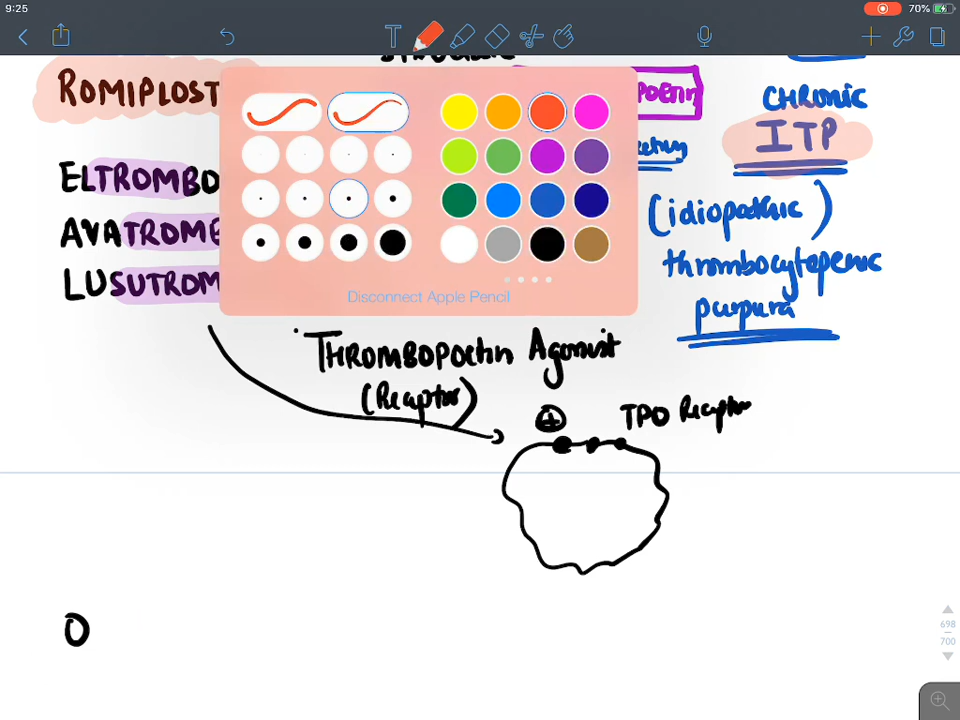 9:25
70%
T
ROMIPLOST
POETIN
CHRONIC
ITP
ELTROMBO
AVATROMB
LUSUTROM
(idiopathic)
thrombocytopenic
purpura
Disconnect Apple Pencil
THROMBOPOETIN Agonist
(Receptor)
TPO Receptor
+
698
700
O